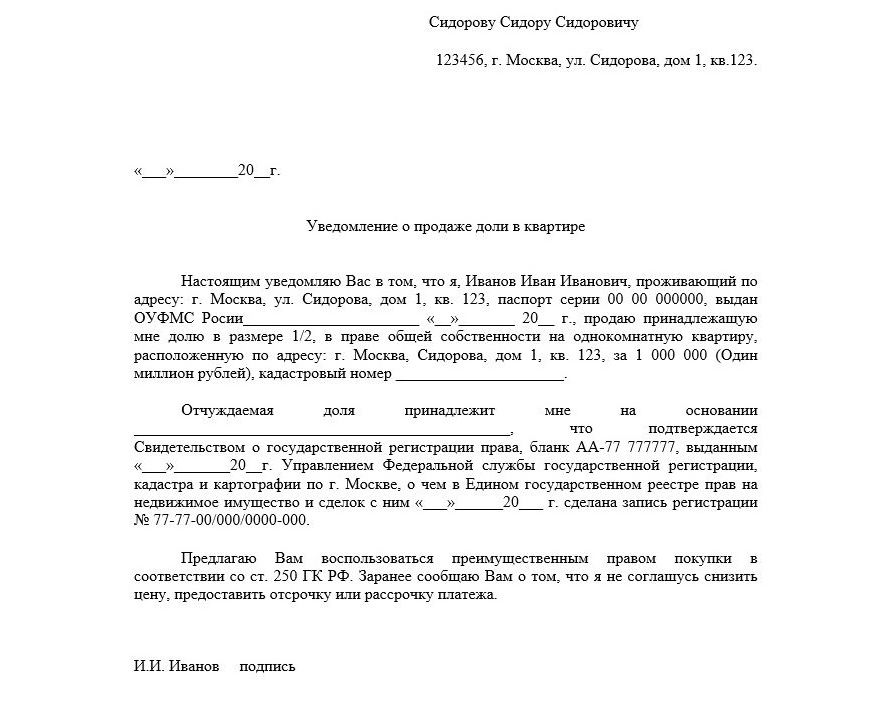 Сидорову Сидору Сидоровичу
123456, г. Москва, ул. Сидорова, дом 1, кв.123.
«___»________20__г.
Уведомление о продаже доли в квартире
Настоящим уведомляю Вас в том, что я, Иванов Иван Иванович, проживающий по
адресу: г. Москва, ул. Сидорова, дом 1, кв. 123, паспорт серии 00 00 000000, выдан
ОУФМС Росии______________________ «__»_______ 20__ г., продаю принадлежащую
мне долю в размере 1/2, в праве общей собственности на однокомнатную квартиру,
расположенную по адресу: г. Москва, Сидорова, дом 1, кв. 123, за 1 000 000 (Один
миллион рублей), кадастровый номер _____________________.
Отчуждаемая доля принадлежит мне на основании
_______________________________________________, что подтверждается
Свидетельством о государственной регистрации права, бланк АА-77 777777, выданным
«___»_______20__г. Управлением Федеральной службы государственной регистрации,
кадастра и картографии по г. Москве, о чем в Едином государственном реестре прав на
недвижимое имущество и сделок с ним «___»______20___ г. сделана запись регистрации
№ 77-77-00/000/0000-000.
Предлагаю Вам воспользоваться преимущественным правом покупки в
соответствии со ст. 250 ГК РФ. Заранее сообщаю Вам о том, что я не соглашусь снизить
цену, предоставить отсрочку или рассрочку платежа.
И.И. Иванов подпись